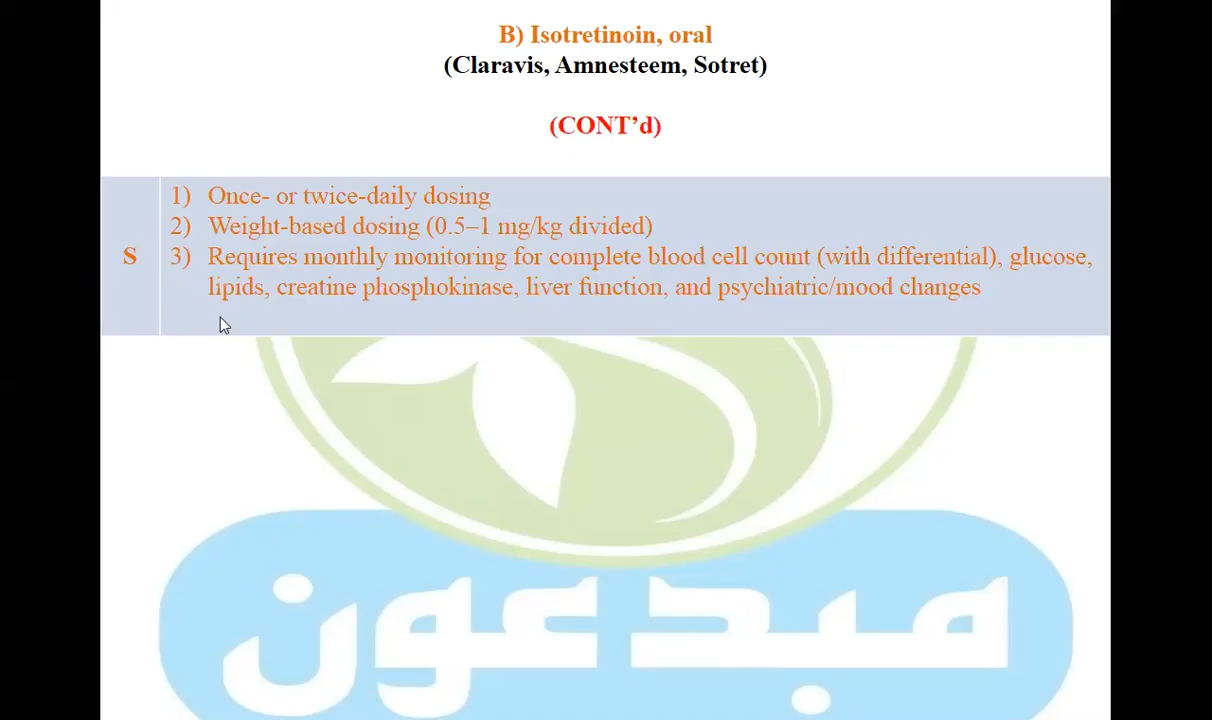 B) Isotretinoin, oral
(Claravis, Amnesteem, Sotret)
(CONT’d)
S
1) Once- or twice-daily dosing
2) Weight-based dosing (0.5–1 mg/kg divided)
3) Requires monthly monitoring for complete blood cell count (with differential), glucose,
lipids, creatine phosphokinase, liver function, and psychiatric/mood changes
مبدعون